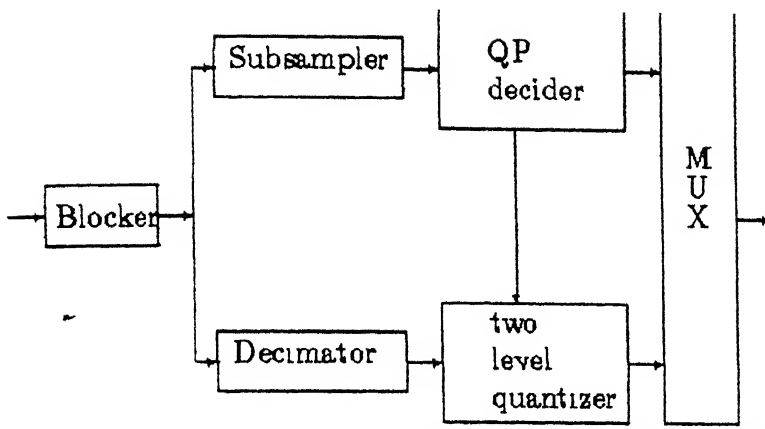 Subsampler
QP
decider
M
U
X
Blocker
Decimator
two
level
quantizer